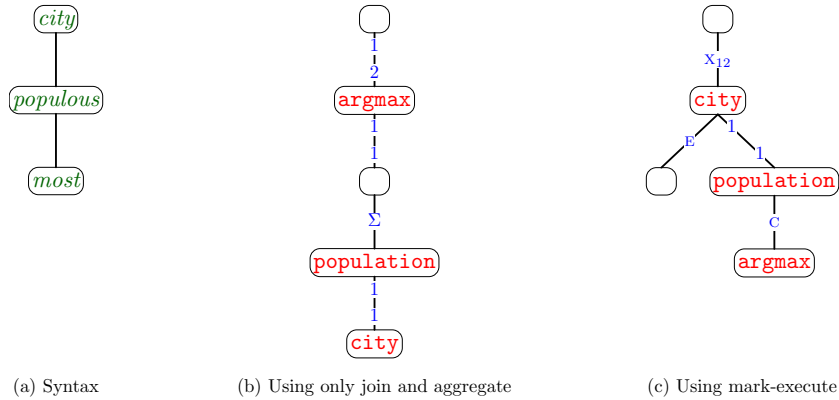 city
populous
most
(a) Syntax
1
2
argmax
1
1
Σ
population
1
1
city
(b) Using only join and aggregate
X₁₂
city
E
1
1
population
C
argmax
(c) Using mark-execute